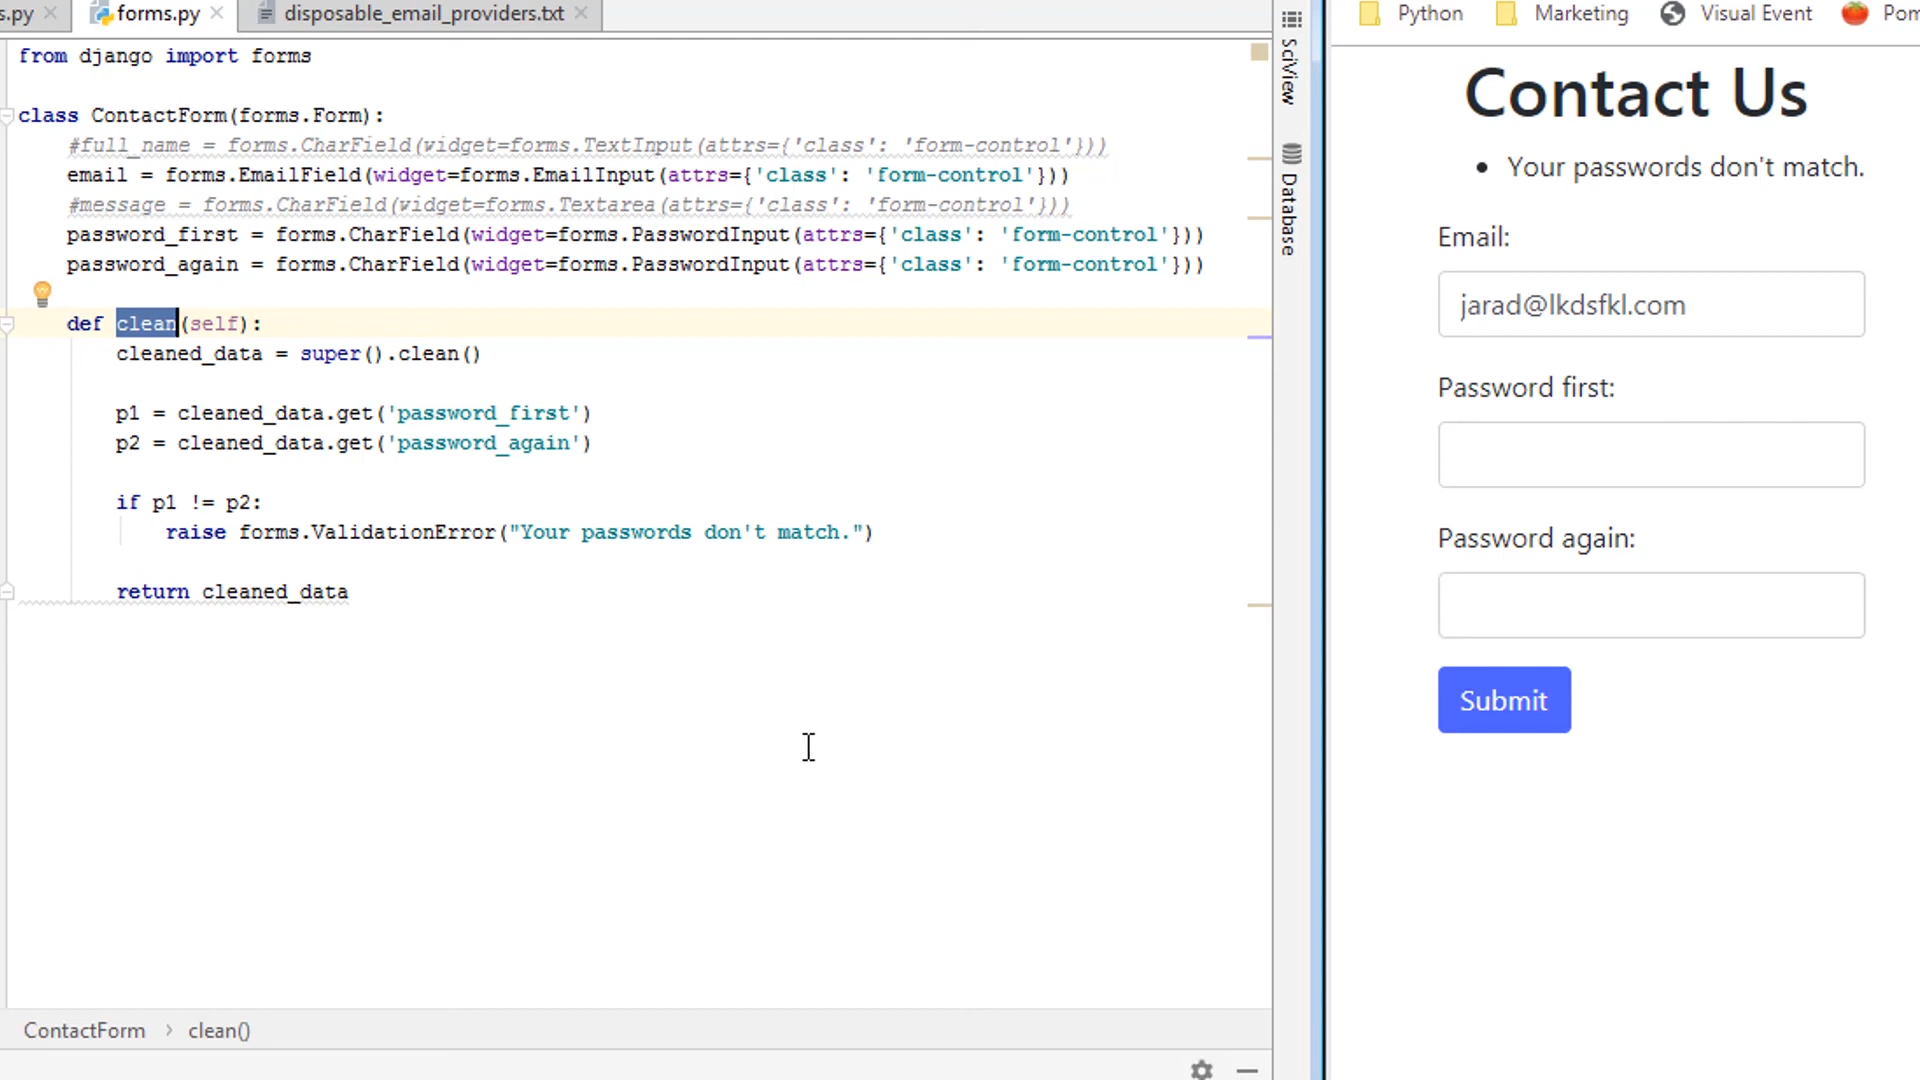 s.py
forms.py
disposable_email_providers.txt
from django import forms
class ContactForm(forms.Form):
#full_name = forms.CharField(widget=forms.TextInput(attrs={'class': 'form-control'}))
email = forms.EmailField(widget=forms.EmailInput(attrs={'class': 'form-control'}))
#message = forms.CharField(widget=forms.Textarea(attrs={'class': 'form-control'}))
password_first = forms.CharField(widget=forms.PasswordInput(attrs={'class': 'form-control'}))
password_again = forms.CharField(widget=forms.PasswordInput(attrs={'class': 'form-control'}))
def clean(self):
cleaned_data = super().clean()
p1 = cleaned_data.get('password_first')
p2 = cleaned_data.get('password_again')
if p1 != p2:
raise forms.ValidationError("Your passwords don't match.")
return cleaned_data
ContactForm
clean()
SciView
Database
Python
Marketing
Visual Event
Pom
Contact Us
• Your passwords don't match.
Email:
jarad@lkdsfkl.com
Password first:
Password again:
Submit